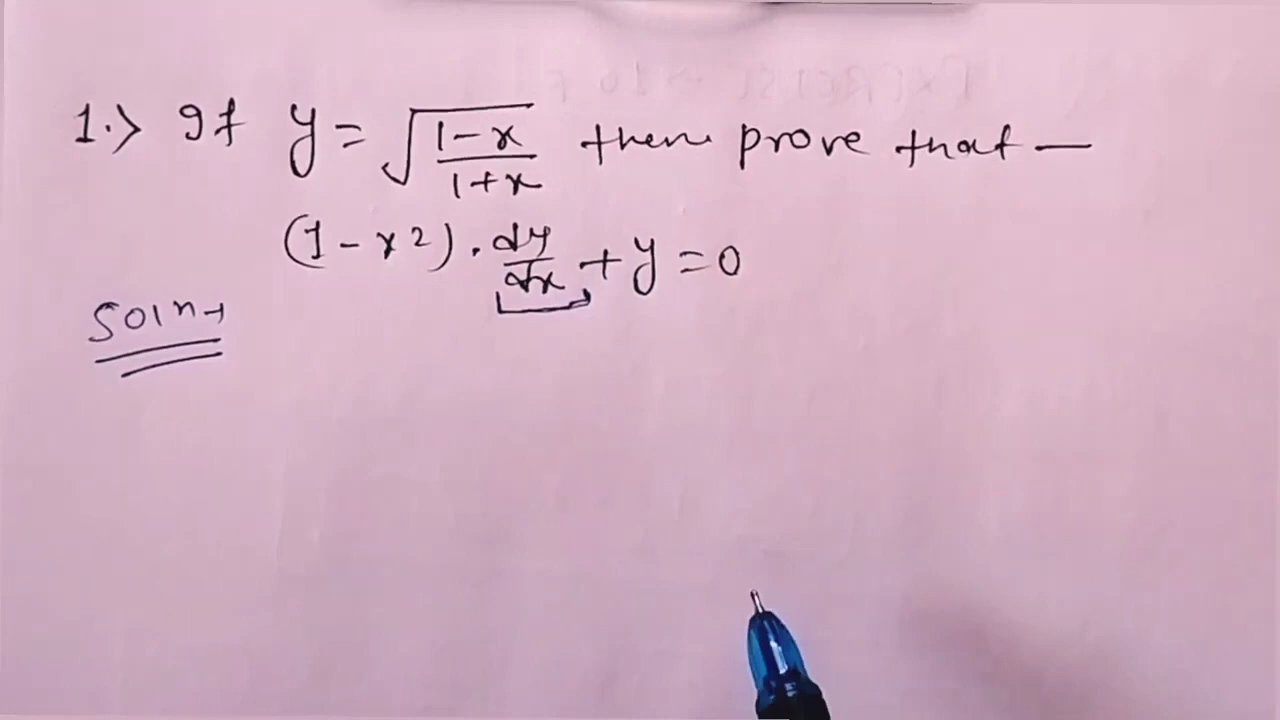 1.> If y = √(1-x/1+x) then prove that —
(1 - x²) . dy/dx + y = 0
Soln→